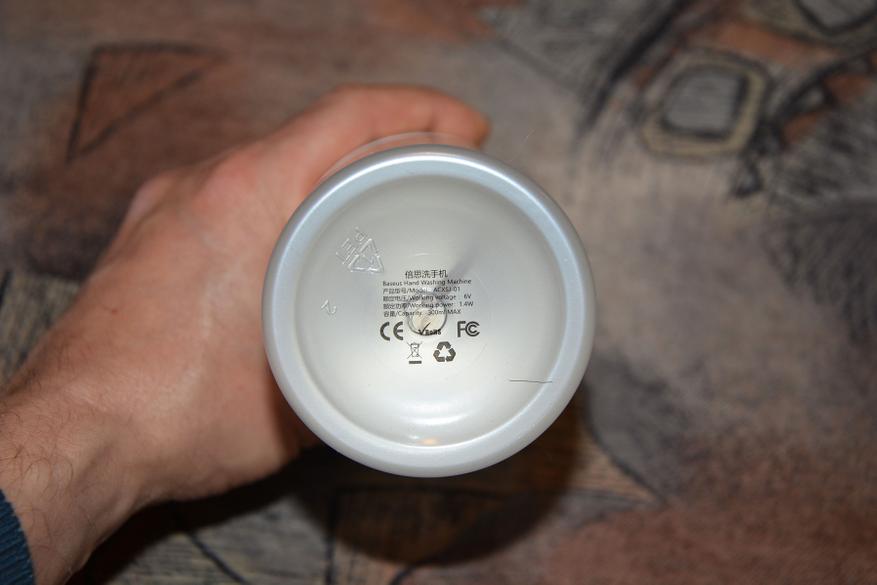 倍思洗手机
Baseus Hand Washing Machine
产品型号/Model: ACXSJ-01
额定电压/Working voltage : 6V
额定功率/Working power : 1.4W
容量/Capacity: 300ml MAX
CE RoHS FC
2